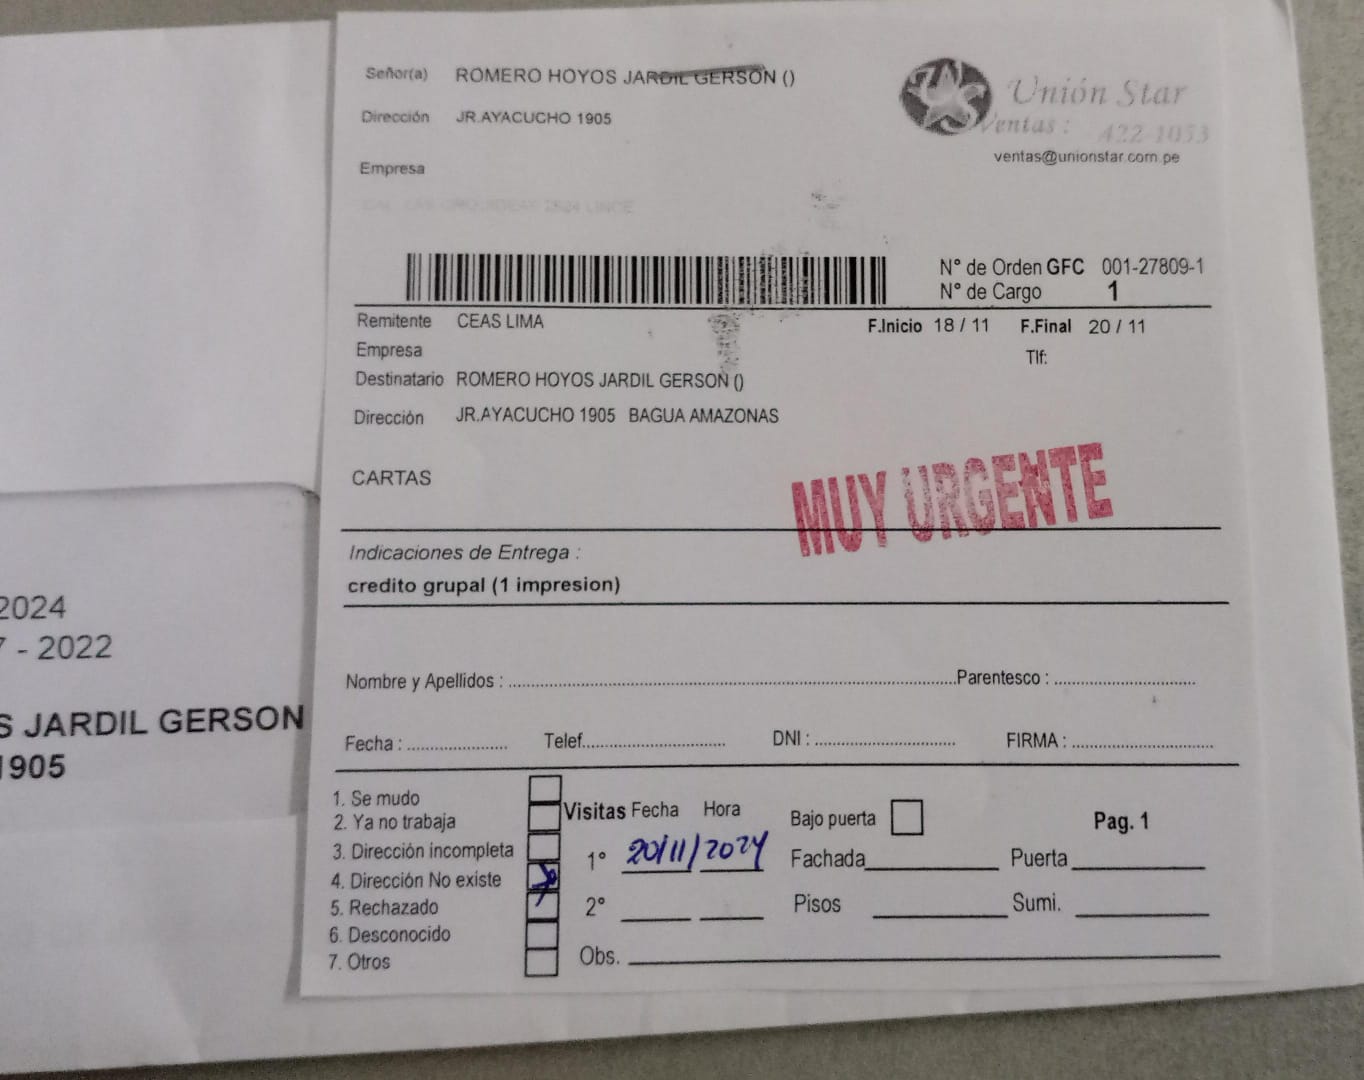 Señor(a) ROMERO HOYOS JARDIL GERSON ()
Dirección JR.AYACUCHO 1905
Empresa
Unión Star
Ventas : 422-1053
ventas@unionstar.com.pe
N° de Orden GFC 001-27809-1
N° de Cargo 1
Remitente CEAS LIMA
F.Inicio 18 / 11 F.Final 20 / 11
Empresa
Tlf:
Destinatario ROMERO HOYOS JARDIL GERSON ()
Dirección JR.AYACUCHO 1905 BAGUA AMAZONAS
CARTAS
MUY URGENTE
Indicaciones de Entrega :
credito grupal (1 impresion)
Nombre y Apellidos : Parentesco :
Fecha : Telef. DNI : FIRMA :
1. Se mudo
2. Ya no trabaja
3. Dirección incompleta
4. Dirección No existe
5. Rechazado
6. Desconocido
7. Otros
Visitas Fecha Hora
1° 20/11/2024
2°
Obs.
Bajo puerta
Pag. 1
Fachada Puerta
Pisos Sumi.
2024
- 2022
S JARDIL GERSON
1905